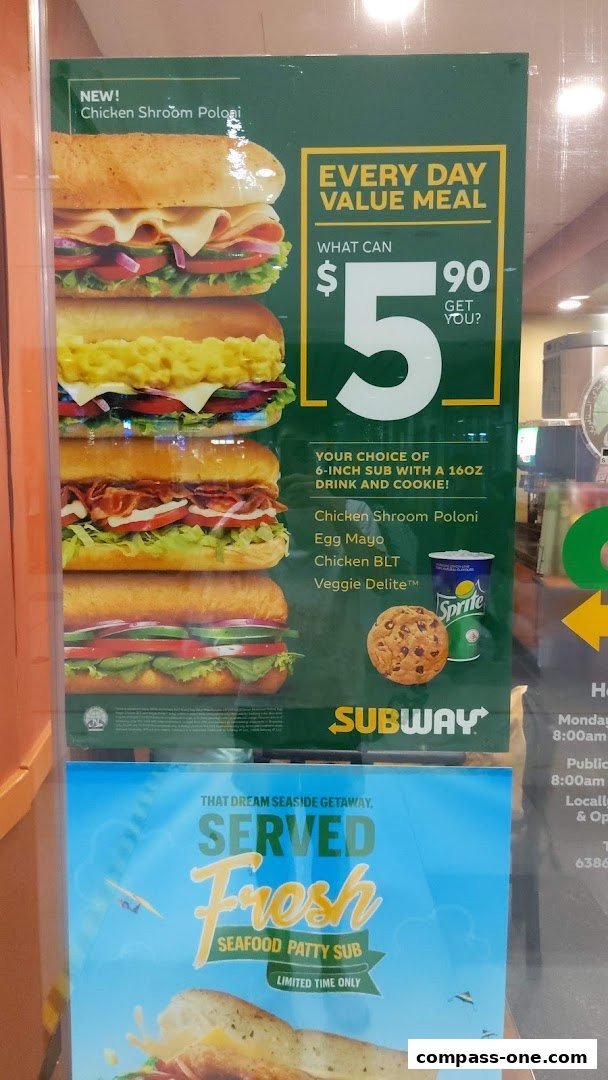 NEW!
Chicken Shroom Poloni
EVERY DAY
VALUE MEAL
WHAT CAN
$5 90
GET
YOU?
YOUR CHOICE OF
6-INCH SUB WITH A 16OZ
DRINK AND COOKIE!
Chicken Shroom Poloni
Egg Mayo
Chicken BLT
Veggie Delite™
Sprite
SUBWAY
THAT DREAM SEASIDE GETAWAY,
SERVED
Fresh
SEAFOOD PATTY SUB
LIMITED TIME ONLY
Monday
8:00am
Public
8:00am
& Op
6386
compass-one.com